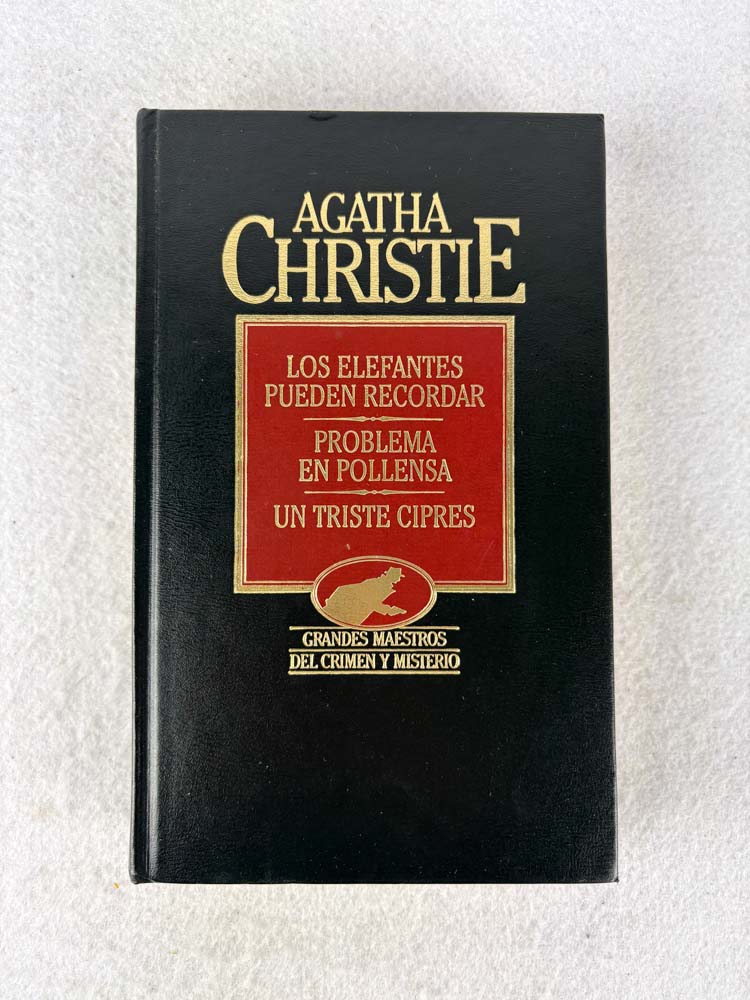 AGATHA
CHRISTIE
LOS ELEFANTES
PUEDEN RECORDAR
PROBLEMA
EN POLLENSA
UN TRISTE CIPRES
GRANDES MAESTROS
DEL CRIMEN Y MISTERIO